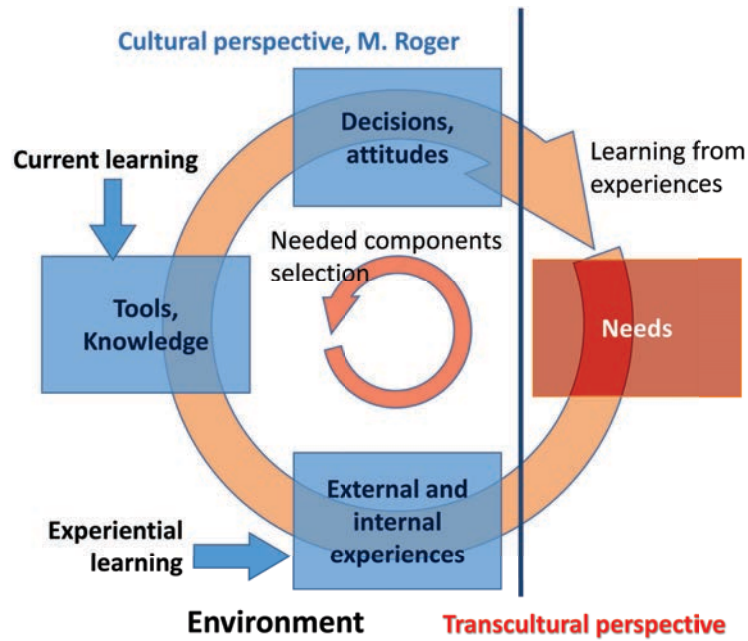 Cultural perspective, M. Roger
Decisions,
attitudes
Current learning
Learning from
experiences
Needed components
selection
Tools,
Knowledge
Needs
External and
internal
experiences
Experiential
learning
Environment
Transcultural perspective